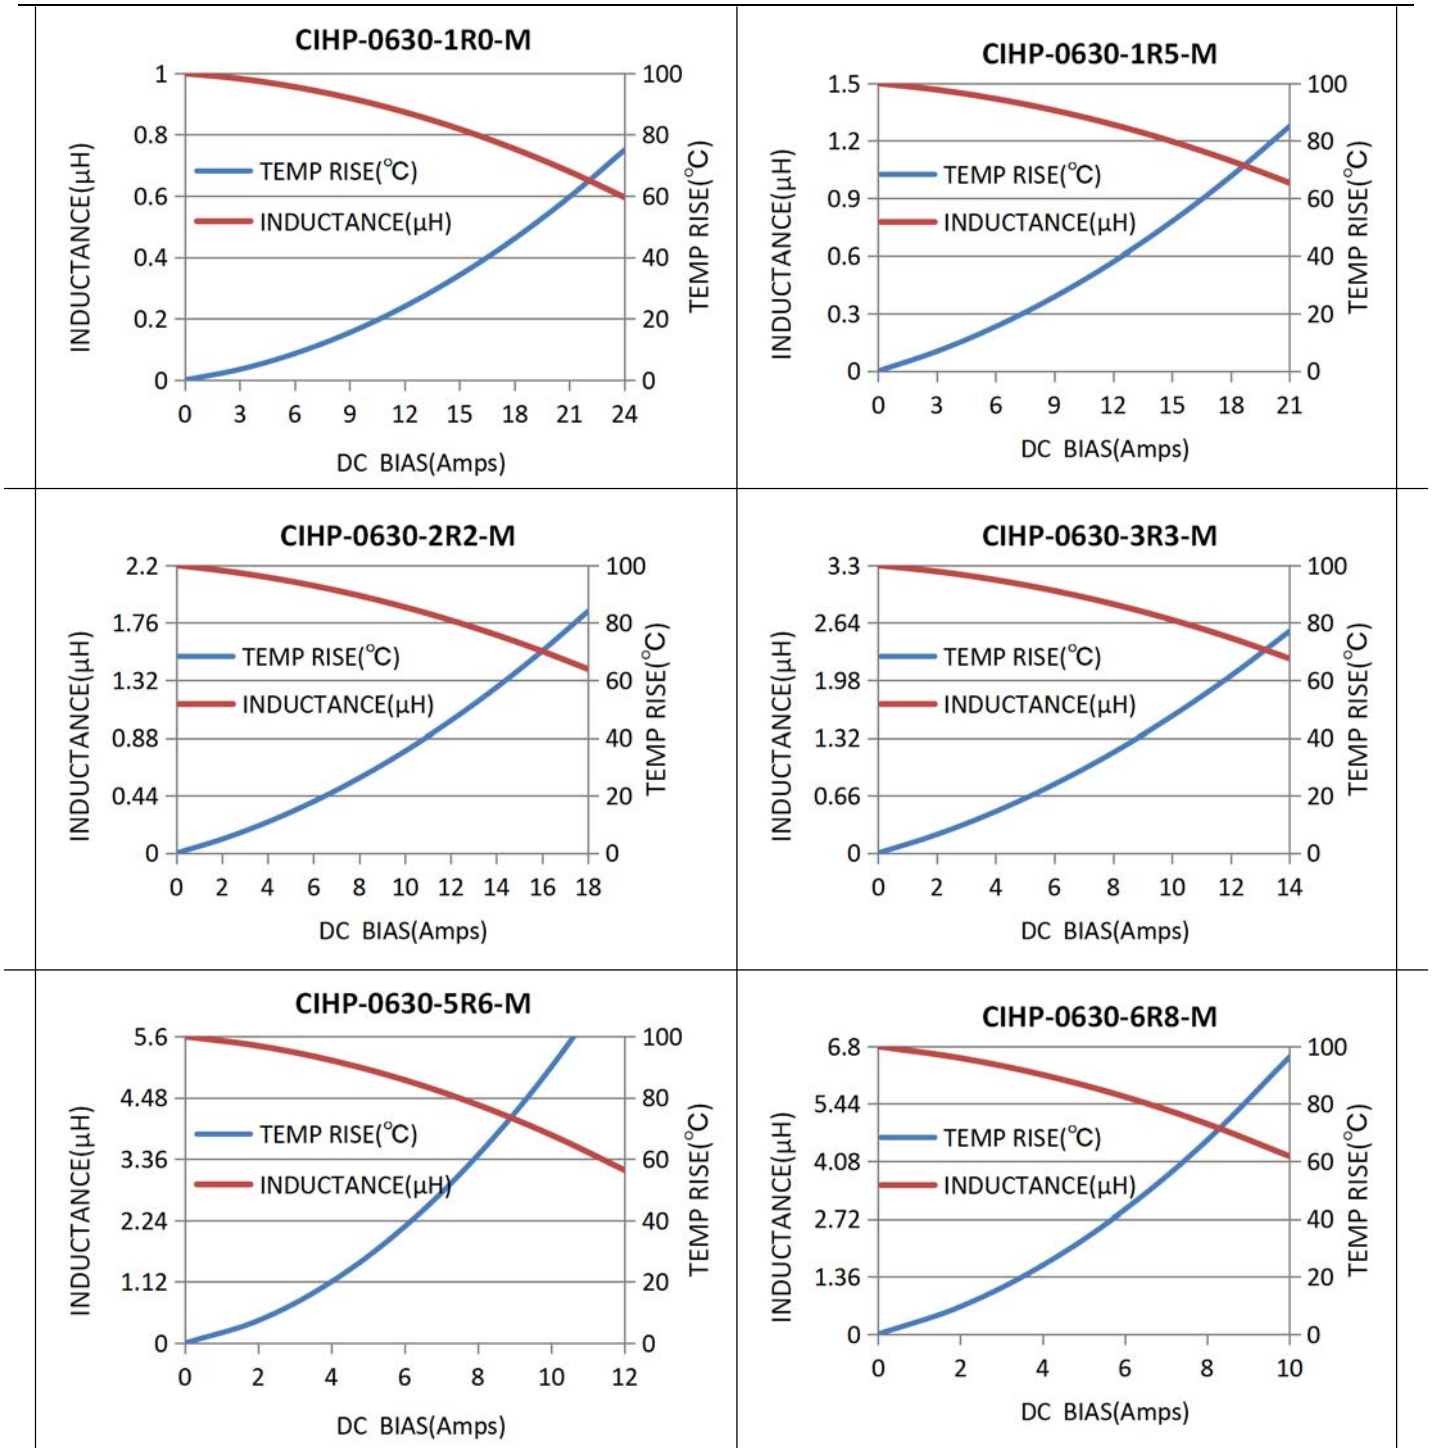 CIHP-0630-1R0-M
1
0.8
0.6
0.4
0.2
0
100
80
60
40
20
0
INDUCTANCE(μH)
TEMP RISE(℃)
TEMP RISE(℃)
INDUCTANCE(μH)
0 3 6 9 12 15 18 21 24
DC BIAS(Amps)
CIHP-0630-1R5-M
1.5
1.2
0.9
0.6
0.3
0
100
80
60
40
20
0
INDUCTANCE(μH)
TEMP RISE(℃)
TEMP RISE(℃)
INDUCTANCE(μH)
0 3 6 9 12 15 18 21
DC BIAS(Amps)
CIHP-0630-2R2-M
2.2
1.76
1.32
0.88
0.44
0
100
80
60
40
20
0
INDUCTANCE(μH)
TEMP RISE(℃)
TEMP RISE(℃)
INDUCTANCE(μH)
0 2 4 6 8 10 12 14 16 18
DC BIAS(Amps)
CIHP-0630-3R3-M
3.3
2.64
1.98
1.32
0.66
0
100
80
60
40
20
0
INDUCTANCE(μH)
TEMP RISE(℃)
TEMP RISE(℃)
INDUCTANCE(μH)
0 2 4 6 8 10 12 14
DC BIAS(Amps)
CIHP-0630-5R6-M
5.6
4.48
3.36
2.24
1.12
0
100
80
60
40
20
0
INDUCTANCE(μH)
TEMP RISE(℃)
TEMP RISE(℃)
INDUCTANCE(μH)
0 2 4 6 8 10 12
DC BIAS(Amps)
CIHP-0630-6R8-M
6.8
5.44
4.08
2.72
1.36
0
100
80
60
40
20
0
INDUCTANCE(μH)
TEMP RISE(℃)
TEMP RISE(℃)
INDUCTANCE(μH)
0 2 4 6 8 10
DC BIAS(Amps)